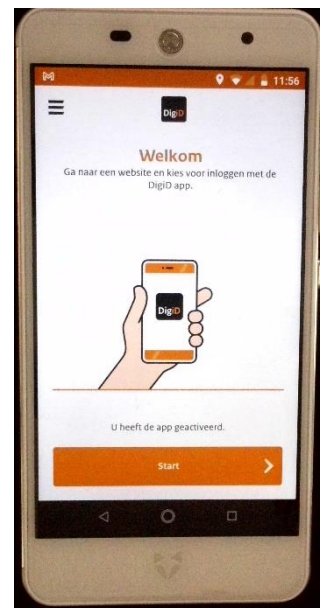 11:56
DigiD
Welkom
Ga naar een website en kies voor inloggen met de
DigiD app.
DigiD
U heeft de app geactiveerd.
Start